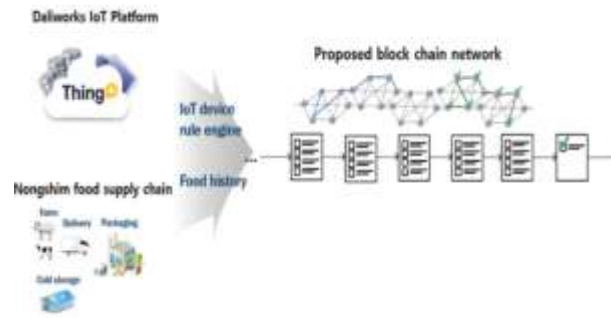 Daliworks IoT Platform
Thing+
Proposed block chain network
IoT device
rule engine
...
Food history
Nongshim food supply chain
Farm
Delivery
Packaging
Cold storage